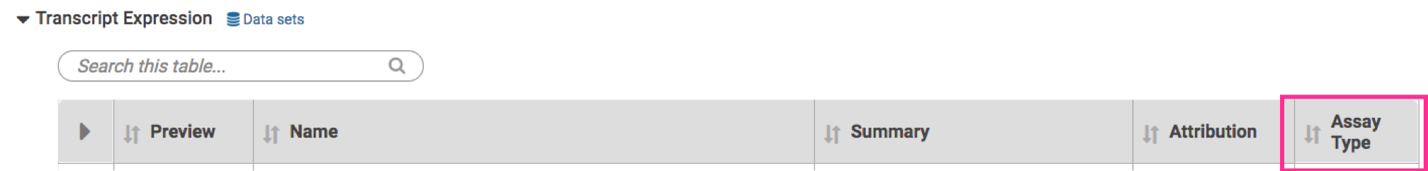 Transcript Expression Data sets
Search this table...
Preview Name Summary Attribution Assay
Type